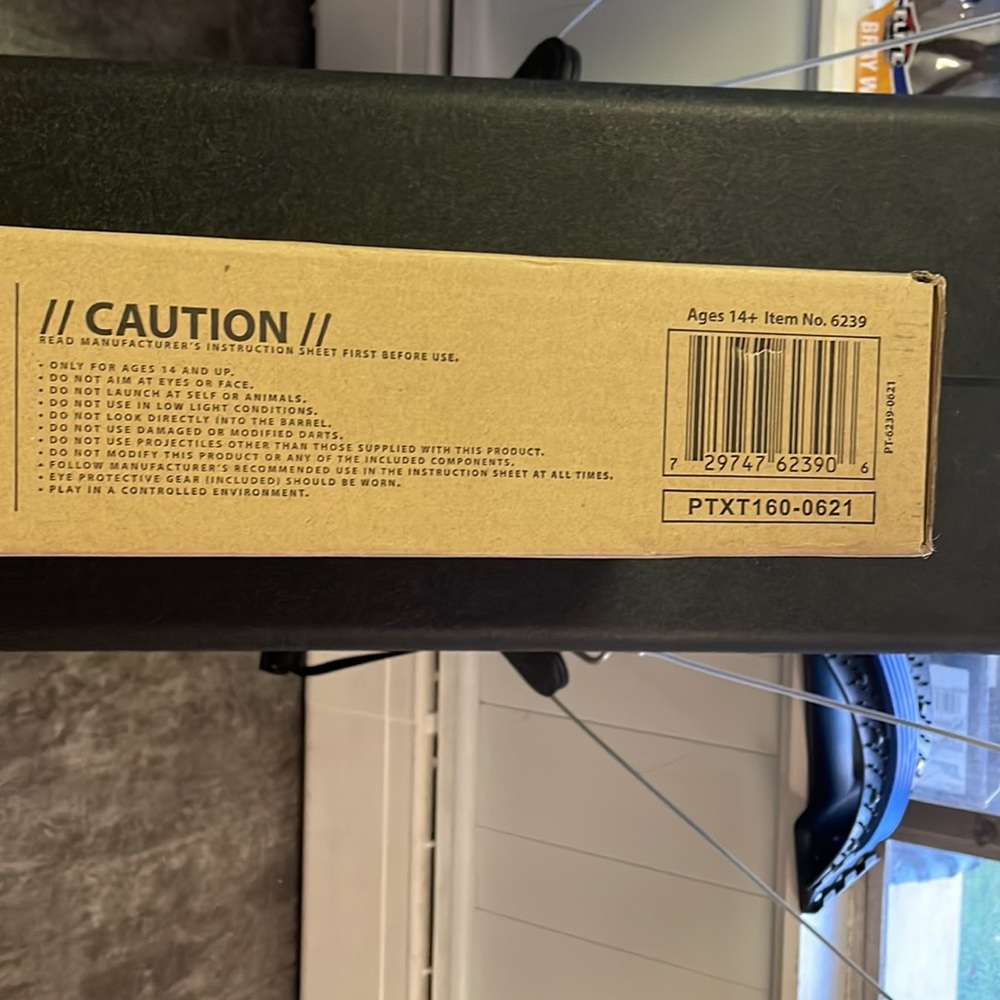 // CAUTION //
READ MANUFACTURER'S INSTRUCTION SHEET FIRST BEFORE USE.
• ONLY FOR AGES 14 AND UP.
• DO NOT AIM AT EYES OR FACE.
• DO NOT LAUNCH AT SELF OR ANIMALS.
• DO NOT USE IN LOW LIGHT CONDITIONS.
• DO NOT LOOK DIRECTLY INTO THE BARREL.
• DO NOT USE DAMAGED OR MODIFIED DARTS.
• DO NOT USE PROJECTILES OTHER THAN THOSE SUPPLIED WITH THIS PRODUCT.
• DO NOT MODIFY THIS PRODUCT OR ANY OF THE INCLUDED COMPONENTS.
• FOLLOW MANUFACTURER'S RECOMMENDED USE IN THE INSTRUCTION SHEET AT ALL TIMES.
• EYE PROTECTIVE GEAR (INCLUDED) SHOULD BE WORN.
• PLAY IN A CONTROLLED ENVIRONMENT.
Ages 14+ Item No. 6239
7 29747 62390 6
PTXT160-0621
PT-6239-0621